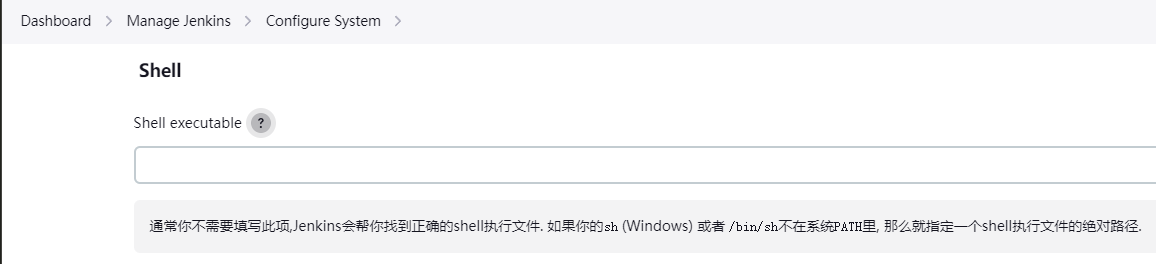 Dashboard > Manage Jenkins > Configure System >
Shell
Shell executable ?
通常你不需要填写此项,Jenkins会帮你找到正确的shell执行文件. 如果你的sh (Windows) 或者 /bin/sh不在系统PATH里, 那么就指定一个shell执行文件的绝对路径.